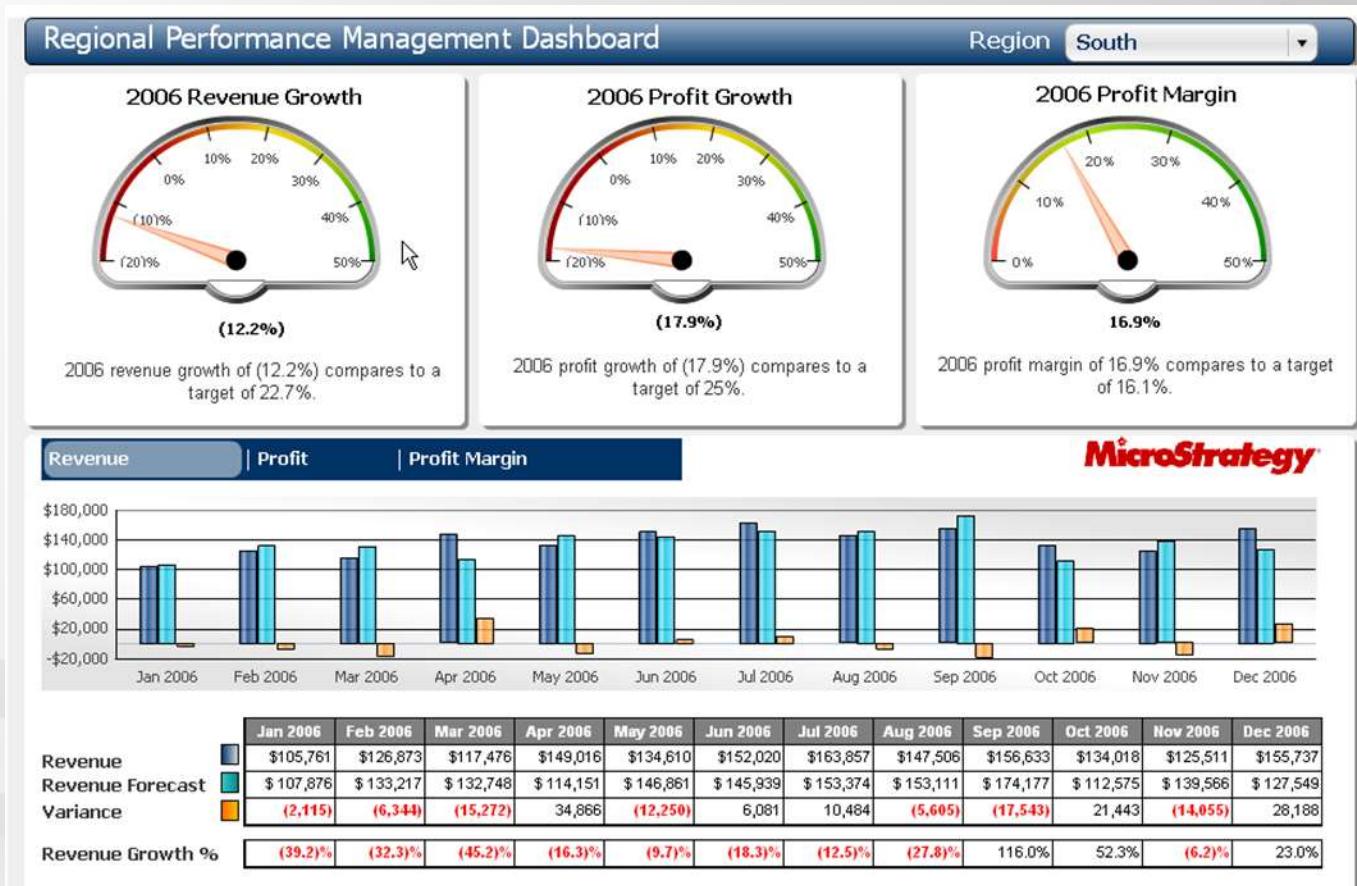 Regional Performance Management Dashboard Region South
2006 Revenue Growth
(20)% (10)% 0% 10% 20% 30% 40% 50%
(12.2%)
2006 revenue growth of (12.2%) compares to a
target of 22.7%.
2006 Profit Growth
(20)% (10)% 0% 10% 20% 30% 40% 50%
(17.9%)
2006 profit growth of (17.9%) compares to a
target of 25%.
2006 Profit Margin
0% 10% 20% 30% 40% 50%
16.9%
2006 profit margin of 16.9% compares to a target
of 16.1%.
Revenue | Profit | Profit Margin
MicroStrategy
$180,000
$140,000
$100,000
$60,000
$20,000
-$20,000
Jan 2006 Feb 2006 Mar 2006 Apr 2006 May 2006 Jun 2006 Jul 2006 Aug 2006 Sep 2006 Oct 2006 Nov 2006 Dec 2006
Jan 2006 Feb 2006 Mar 2006 Apr 2006 May 2006 Jun 2006 Jul 2006 Aug 2006 Sep 2006 Oct 2006 Nov 2006 Dec 2006
Revenue $105,761 $126,873 $117,476 $149,016 $134,610 $152,020 $163,857 $147,506 $156,633 $134,018 $125,511 $155,737
Revenue Forecast $ 107,876 $ 133,217 $ 132,748 $ 114,151 $ 146,861 $ 145,939 $ 153,374 $ 153,111 $ 174,177 $ 112,575 $ 139,566 $ 127,549
Variance (2,115) (6,344) (15,272) 34,866 (12,250) 6,081 10,484 (5,605) (17,543) 21,443 (14,055) 28,188
Revenue Growth % (39.2)% (32.3)% (45.2)% (16.3)% (9.7)% (18.3)% (12.5)% (27.8)% 116.0% 52.3% (6.2)% 23.0%